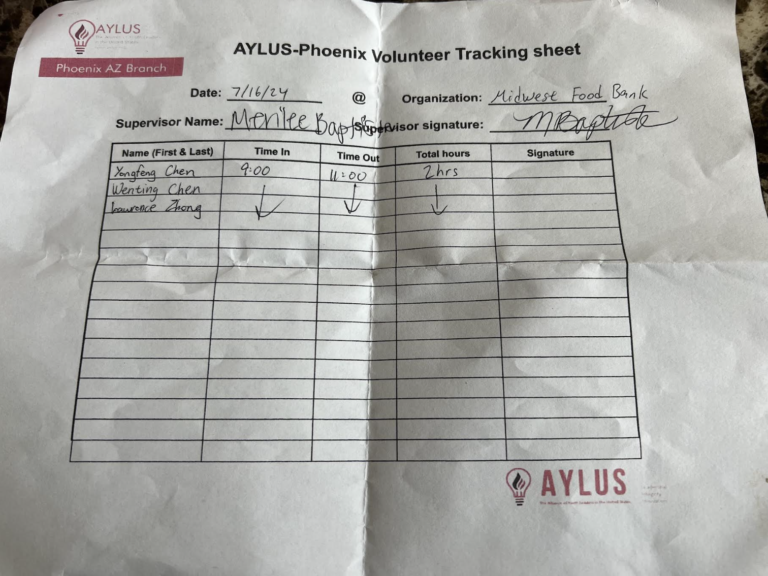 AYLUS
Phoenix AZ Branch
AYLUS-Phoenix Volunteer Tracking sheet
Date: 7/16/24 @ Organization: Midwest Food Bank
Supervisor Name: Merilee Baptiste Supervisor signature: MBaptiste
Name (First & Last) Time In Time Out Total hours Signature
Yongfeng Chen 9:00 11:00 2hrs
Wenting Chen
Lawrence Zhong
AYLUS